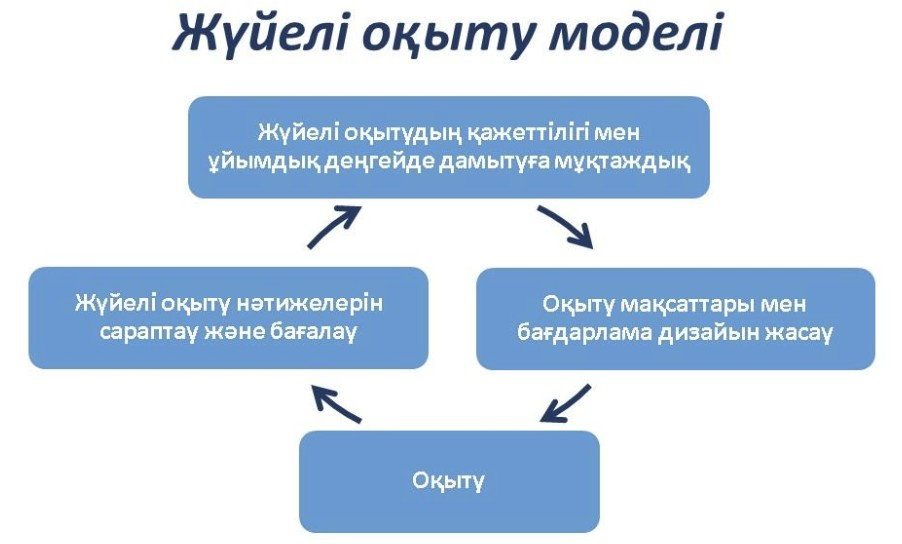 Жүйелі оқыту моделі
Жүйелі оқытудың қажеттілігі мен
ұйымдық деңгейде дамытуға мұқтаждық
Жүйелі оқыту нәтижелерін
сараптау және бағалау
Оқыту мақсаттары мен
бағдарлама дизайын жасау
Оқыту